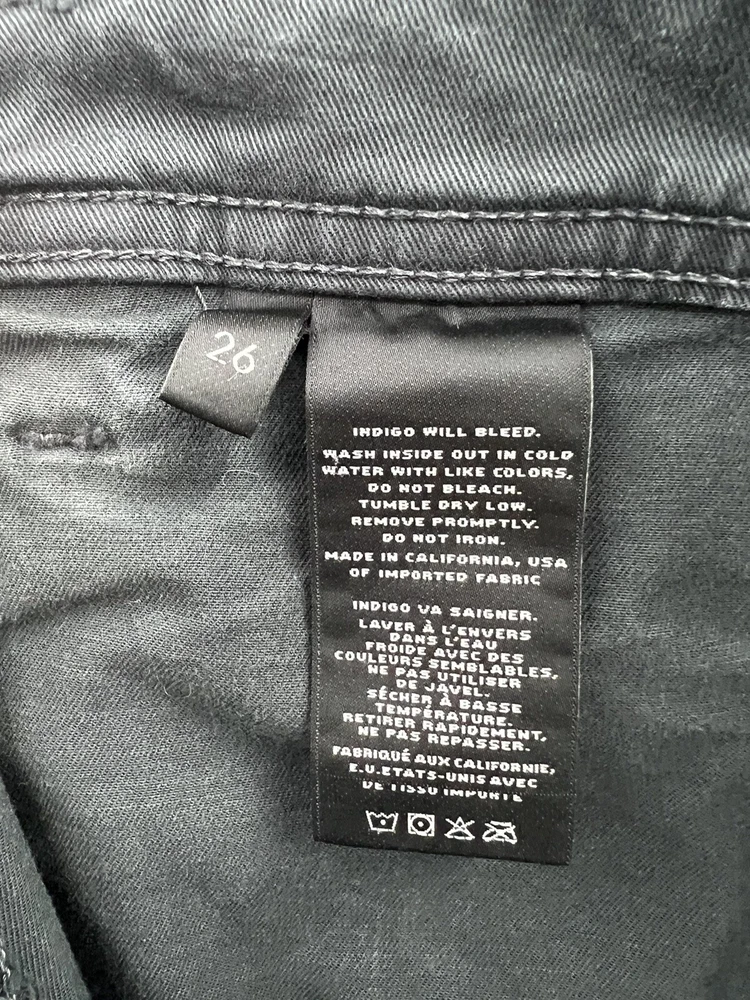 26
INDIGO WILL BLEED.
WASH INSIDE OUT IN COLD
WATER WITH LIKE COLORS,
DO NOT BLEACH.
TUMBLE DRY LOW.
REMOVE PROMPTLY.
DO NOT IRON.
MADE IN CALIFORNIA, USA
OF IMPORTED FABRIC
INDIGO VA SAIGNER.
LAVER À L'ENVERS
DANS L'EAU
FROIDE AVEC DES
COULEURS SEMBLABLES,
NE PAS UTILISER
DE JAVEL.
SÉCHER À BASSE
TEMPÉRATURE.
RETIRER RAPIDEMENT,
NE PAS REPASSER.
FABRIQUÉ AUX CALIFORNIE,
E.U.ETATS-UNIS AVEC
DE TISSU IMPORTÉ